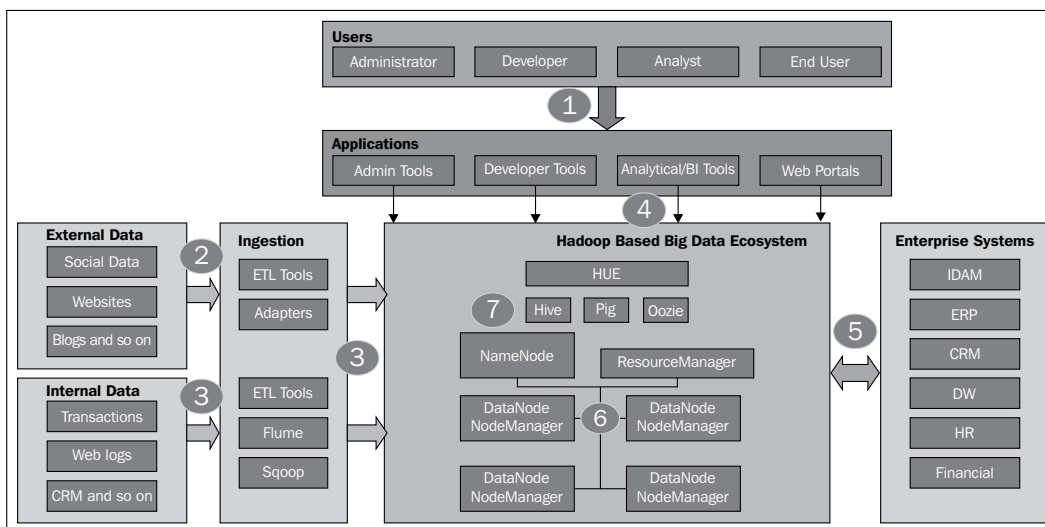 Users
Administrator
Developer
Analyst
End User
1
Applications
Admin Tools
Developer Tools
Analytical/BI Tools
Web Portals
4
External Data
Social Data
Websites
Blogs and so on
2
Internal Data
Transactions
Web logs
CRM and so on
3
Ingestion
ETL Tools
Adapters
ETL Tools
Flume
Sqoop
3
Hadoop Based Big Data Ecosystem
HUE
7
Hive
Pig
Oozie
NameNode
ResourceManager
DataNode
NodeManager
6
DataNode
NodeManager
DataNode
NodeManager
DataNode
NodeManager
5
Enterprise Systems
IDAM
ERP
CRM
DW
HR
Financial